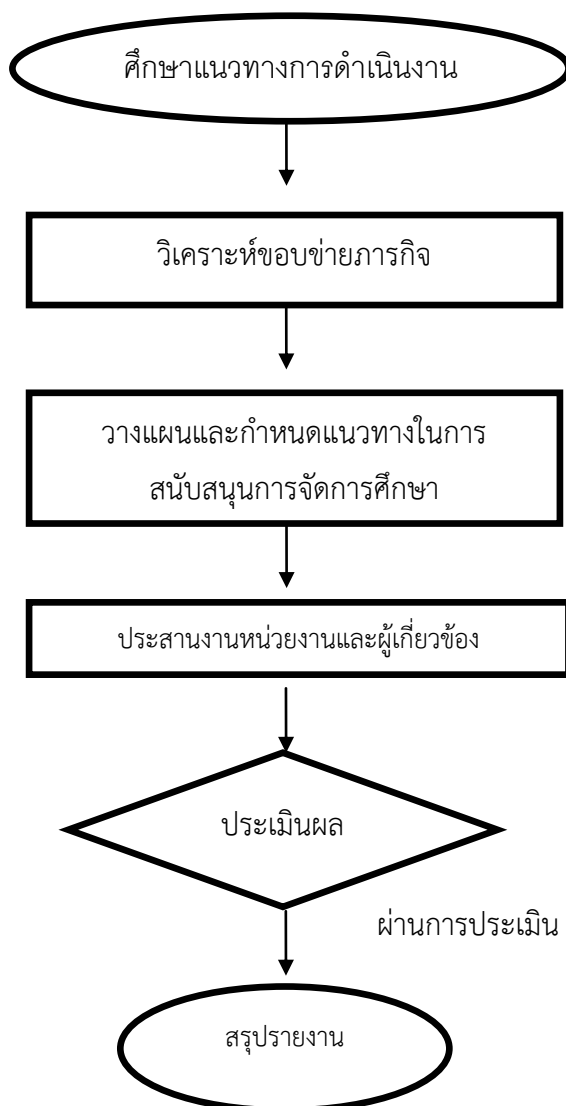 ศึกษาแนวทางการดำเนินงาน
วิเคราะห์ขอบข่ายภารกิจ
วางแผนและกำหนดแนวทางในการ
สนับสนุนการจัดการศึกษา
ประสานงานหน่วยงานและผู้เกี่ยวข้อง
ประเมินผล
ผ่านการประเมิน
สรุปรายงาน